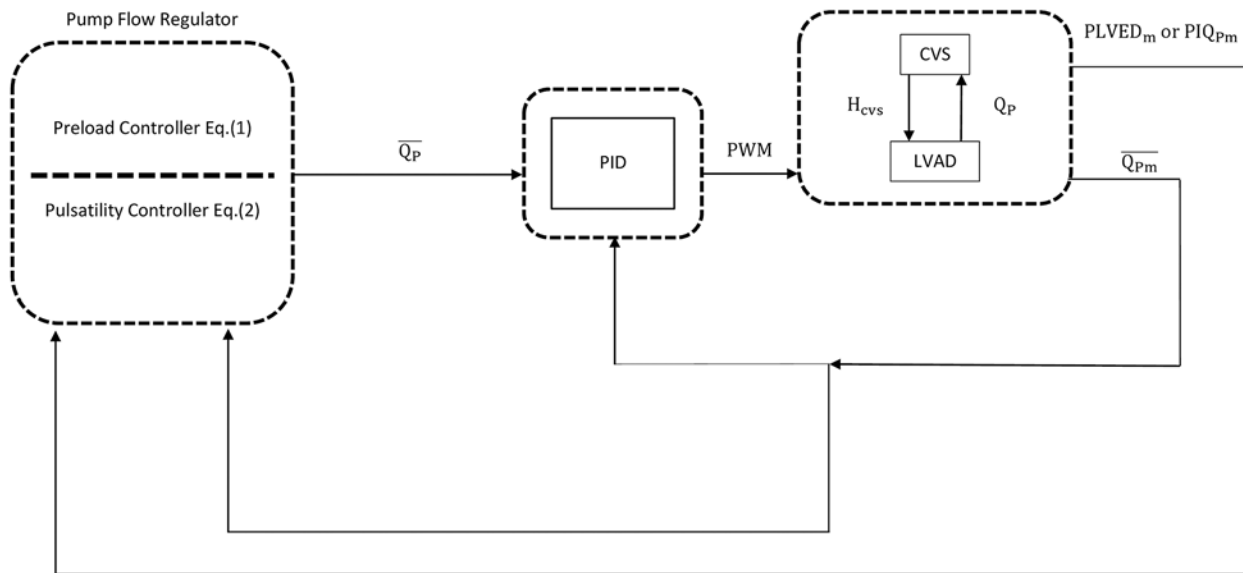 Pump Flow Regulator
Preload Controller Eq.(1)
Pulsatility Controller Eq.(2)
Q̅P̅
PID
PWM
CVS
Hcvs
QP
LVAD
PLVEDm or PIQPm
Q̅P̅m̅